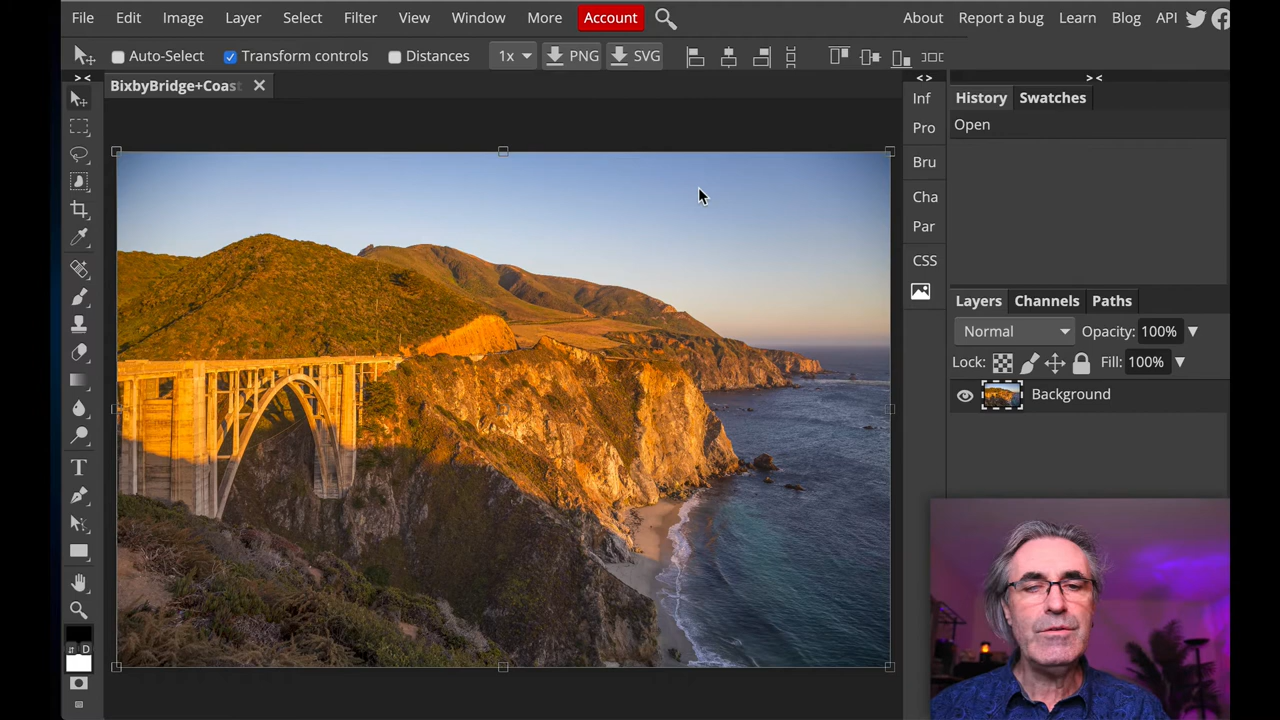 File Edit Image Layer Select Filter View Window More Account About Report a bug Learn Blog API
Auto-Select Transform controls Distances 1x PNG SVG
BixbyBridge+Coast
History Swatches
Open
Inf
Pro
Bru
Cha
Par
CSS
Layers Channels Paths
Normal Opacity: 100%
Lock: Fill: 100%
Background
T
D